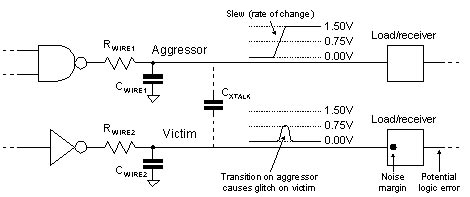 Slew (rate of change)
1.50V
0.75V
0.00V
Load/receiver
RWIRE1
Aggressor
CWIRE1
CXTALK
1.50V
0.75V
0.00V
Load/receiver
RWIRE2
Victim
CWIRE2
Transition on aggressor
causes glitch on victim
Noise
margin
Potential
logic error